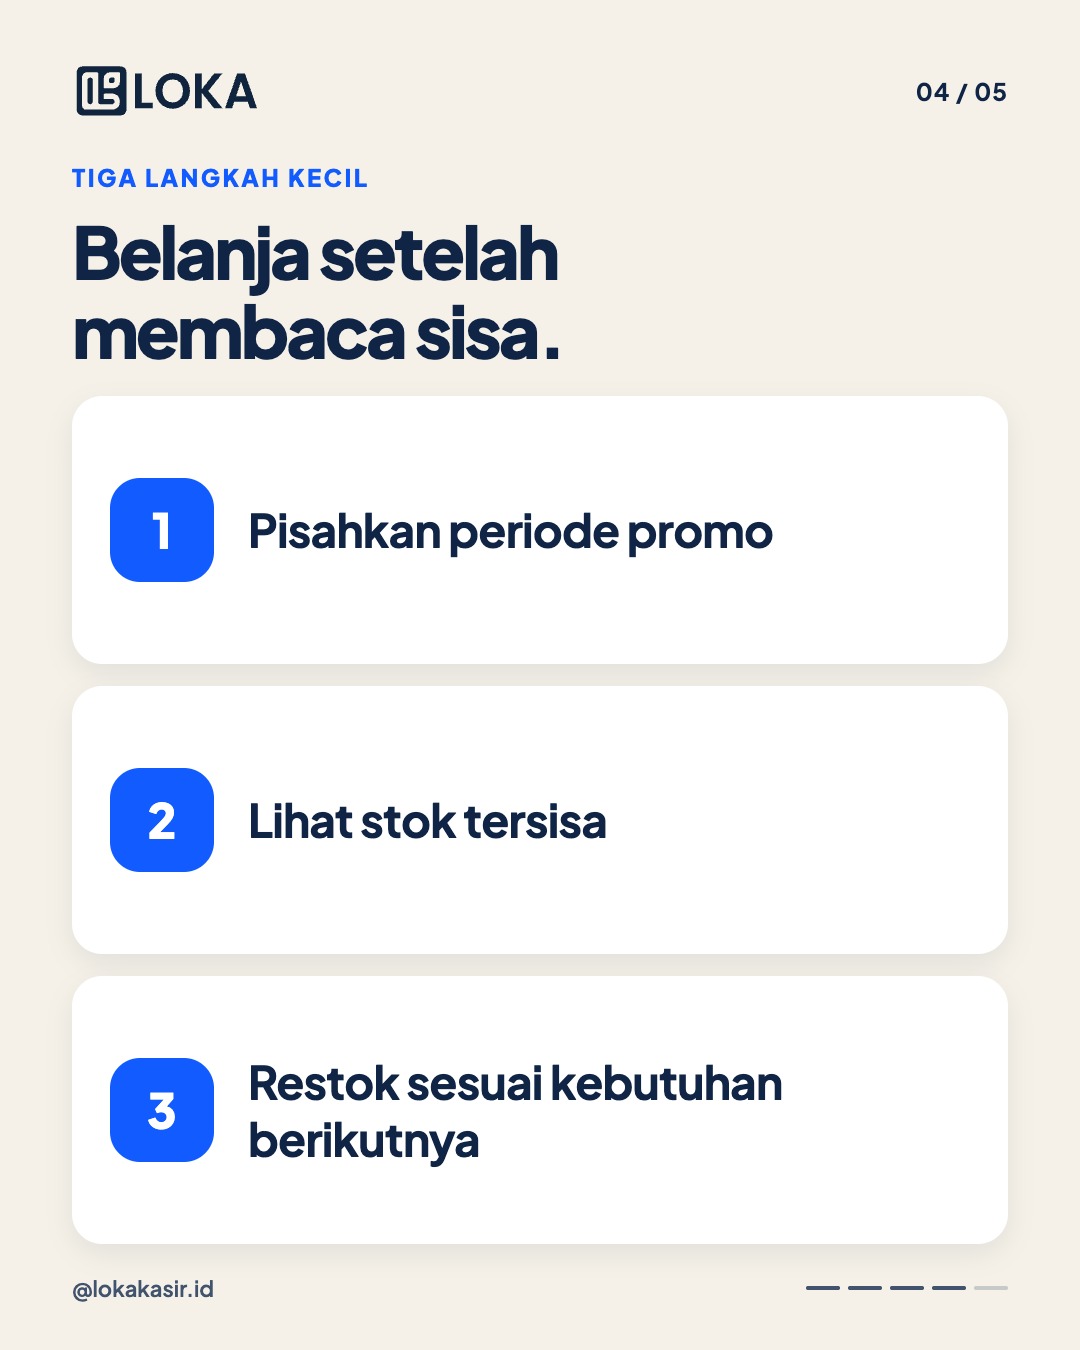 LOKA
04 / 05
TIGA LANGKAH KECIL
Belanja setelah
membaca sisa.
1
Pisahkan periode promo
2
Lihat stok tersisa
3
Restok sesuai kebutuhan
berikutnya
@lokakasir.id